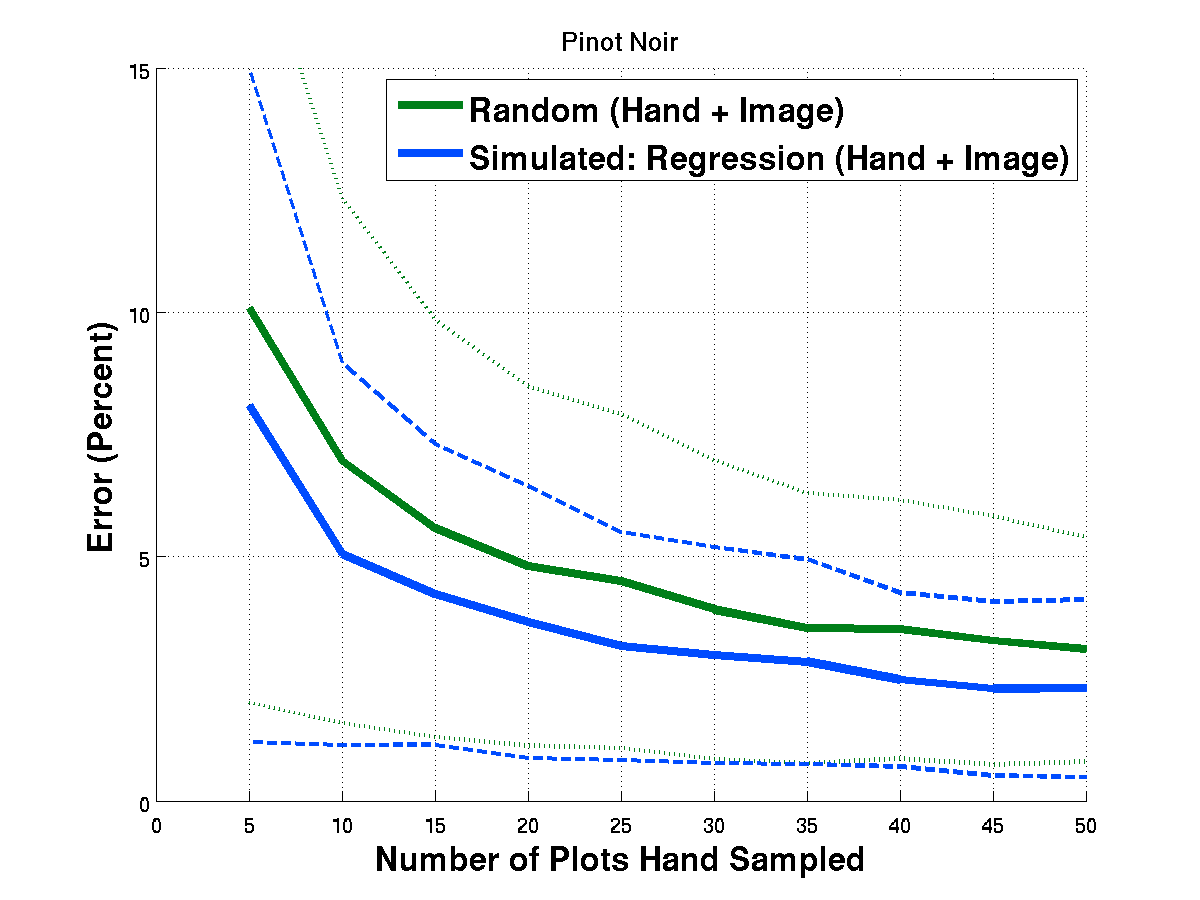 Pinot Noir
15
10
5
0
Error (Percent)
Random (Hand + Image)
Simulated: Regression (Hand + Image)
0 5 10 15 20 25 30 35 40 45 50
Number of Plots Hand Sampled